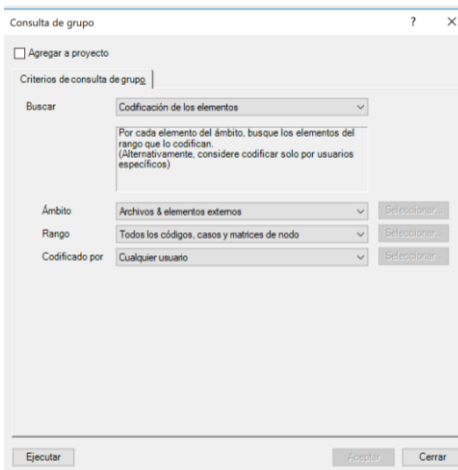 Consulta de grupo
? ×
Agregar a proyecto
Criterios de consulta de grupo
Buscar Codificación de los elementos
Por cada elemento del ámbito, busque los elementos del
rango que lo codifican.
(Alternativamente, considere codificar solo por usuarios
específicos)
Ámbito Archivos & elementos externos Seleccionar...
Rango Todos los códigos, casos y matrices de nodo Seleccionar...
Codificado por Cualquier usuario Seleccionar...
Ejecutar Aceptar Cerrar